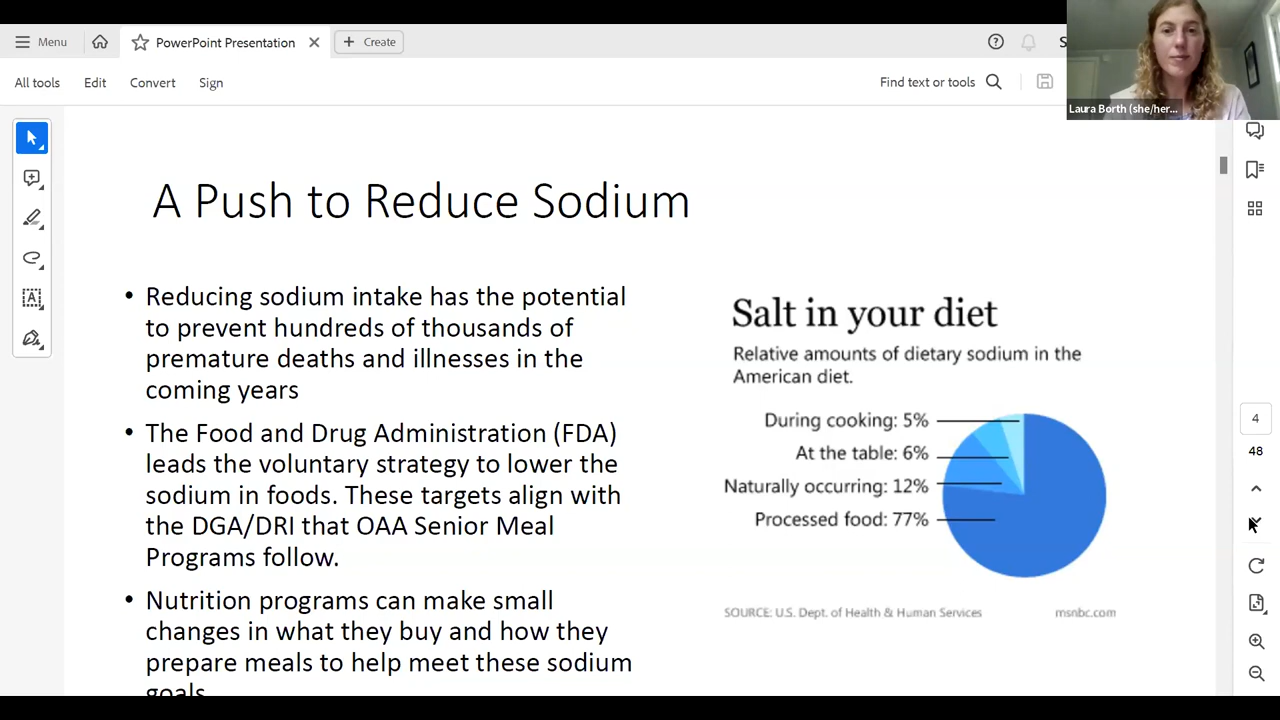 Menu
PowerPoint Presentation
Create
S
Laura Borth (she/her...
All tools
Edit
Convert
Sign
Find text or tools
A Push to Reduce Sodium
• Reducing sodium intake has the potential
to prevent hundreds of thousands of
premature deaths and illnesses in the
coming years
• The Food and Drug Administration (FDA)
leads the voluntary strategy to lower the
sodium in foods. These targets align with
the DGA/DRI that OAA Senior Meal
Programs follow.
• Nutrition programs can make small
changes in what they buy and how they
prepare meals to help meet these sodium
goals
Salt in your diet
Relative amounts of dietary sodium in the
American diet.
During cooking: 5%
At the table: 6%
Naturally occurring: 12%
Processed food: 77%
SOURCE: U.S. Dept. of Health & Human Services
msnbc.com
4
48